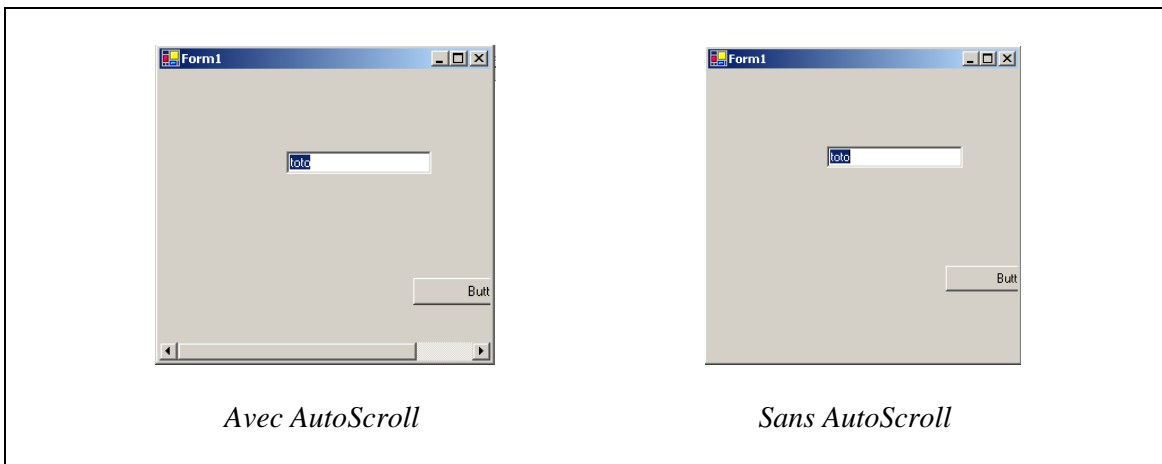 Form1
toto
Butt
Avec AutoScroll
Form1
toto
Butt
Sans AutoScroll